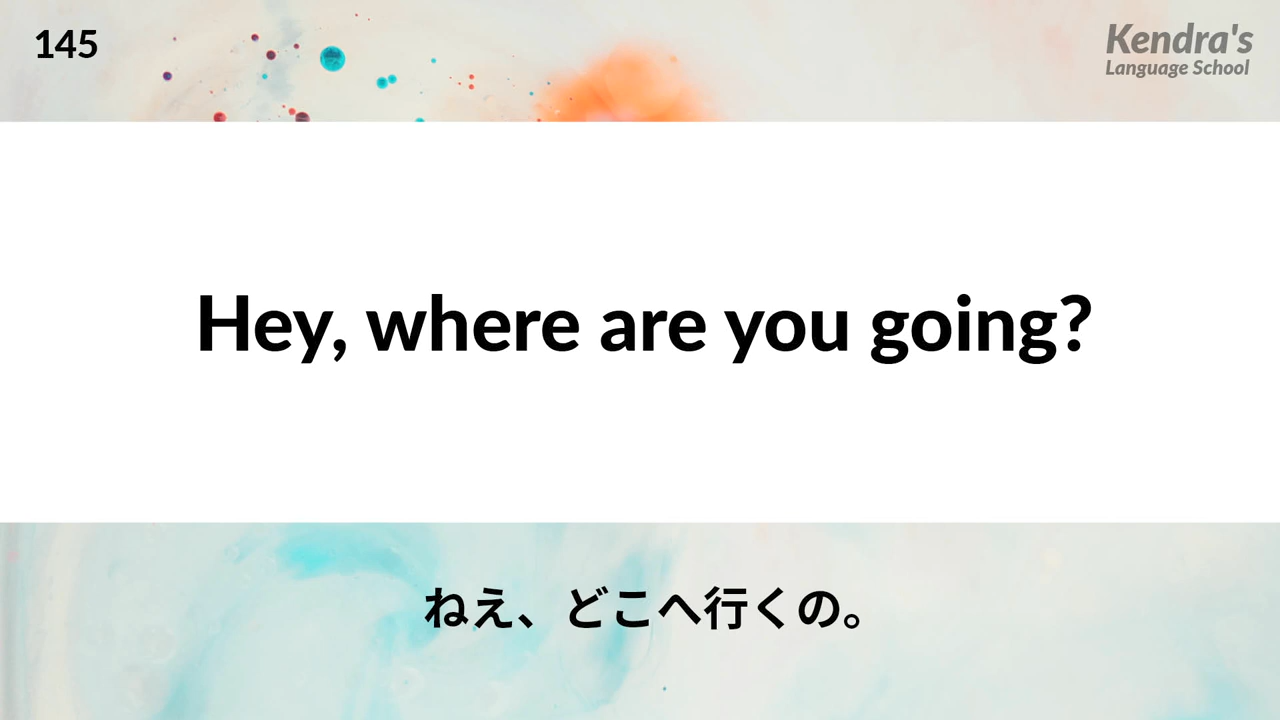 145
Kendra's
Language School
Hey, where are you going?
ねえ、どこへ行くの。